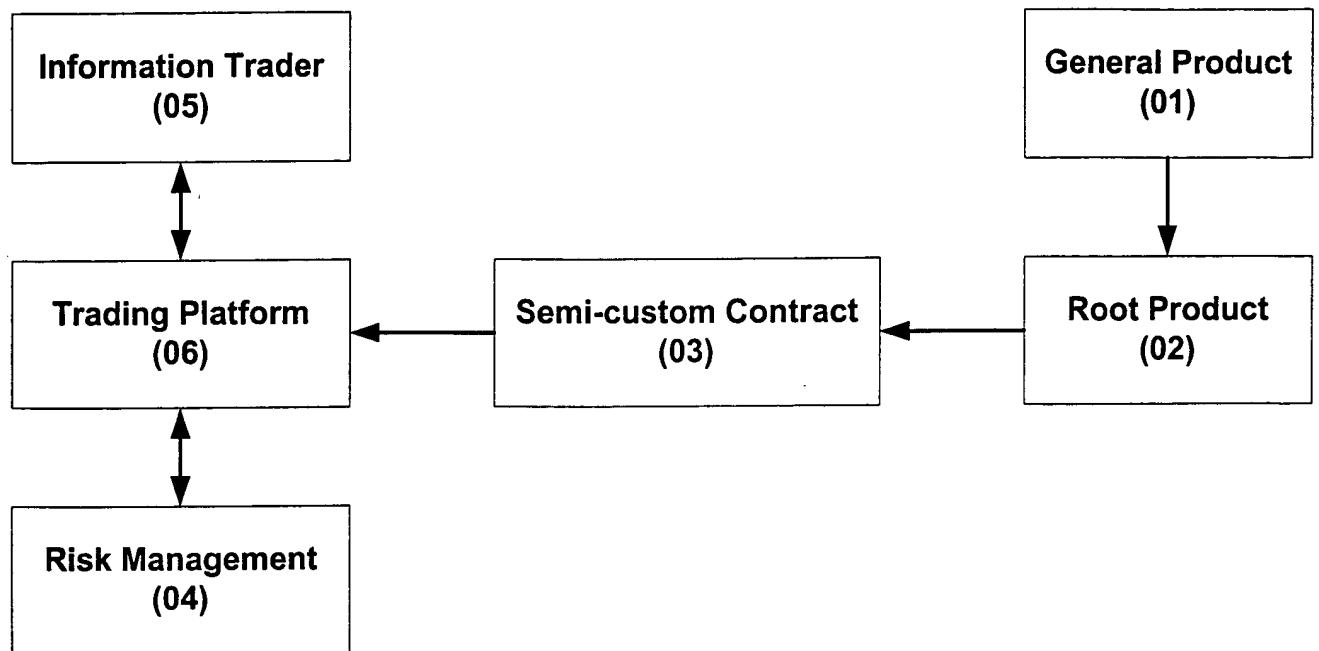 Information Trader
(05)
General Product
(01)
Trading Platform
(06)
Semi-custom Contract
(03)
Root Product
(02)
Risk Management
(04)